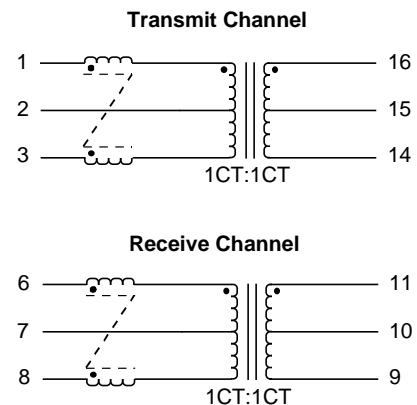 Transmit Channel
1 16
2 15
3 14
1CT:1CT
Receive Channel
6 11
7 10
8 9
1CT:1CT